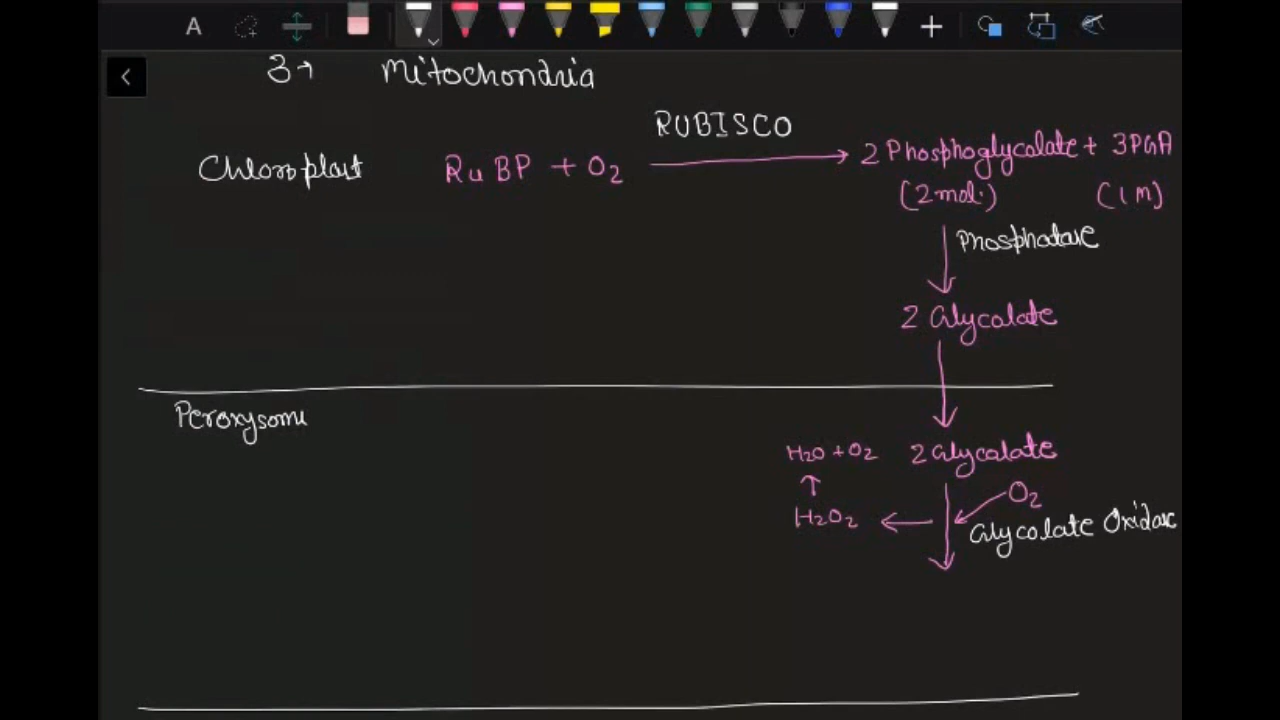 A
3→ Mitochondria
RUBISCO
Chloroplast RuBP + O2 → 2 Phosphoglycolate + 3PGA
(2 mol.) (1 M)
Phosphatase
2 Glycolate
Peroxysome
H2O + O2 2 Glycolate
O2
H2O2 ← Glycolate Oxidase